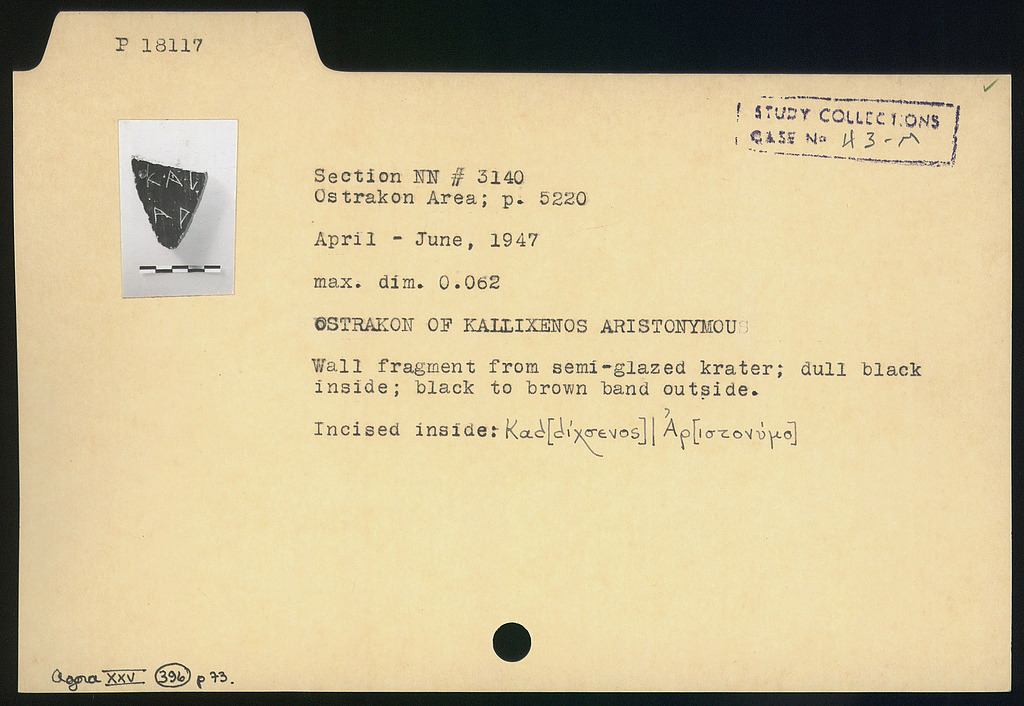 P 18117
STUDY COLLECTIONS
CASE No 43-M
ΚΑΛ
ΑΡ
Section NN # 3140
Ostrakon Area; p. 5220
April - June, 1947
max. dim. 0.062
OSTRAKON OF KALLIXENOS ARISTONYMOUS
Wall fragment from semi-glazed krater; dull black
inside; black to brown band outside.
Incised inside: Καλ[λίχσενος] | Ἀρ[ιστονύμο]
Agora XXV 396 p 73.